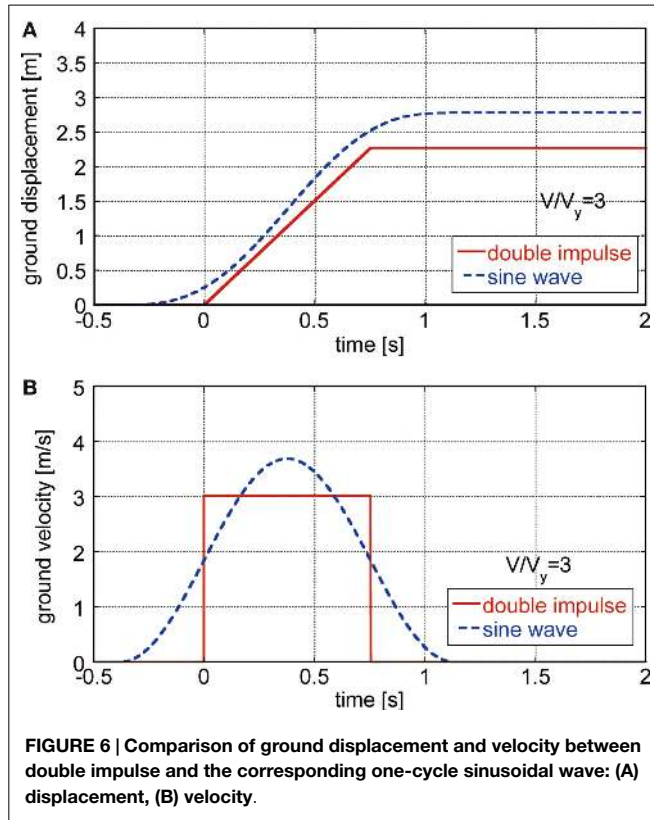 A
ground displacement [m]
4
3.5
3
2.5
2
1.5
1
0.5
0
V/Vy=3
double impulse
sine wave
-0.5 0 0.5 1 1.5 2
time [s]
B
ground velocity [m/s]
5
4
3
2
1
0
V/Vy=3
double impulse
sine wave
-0.5 0 0.5 1 1.5 2
time [s]
FIGURE 6 | Comparison of ground displacement and velocity between
double impulse and the corresponding one-cycle sinusoidal wave: (A)
displacement, (B) velocity.